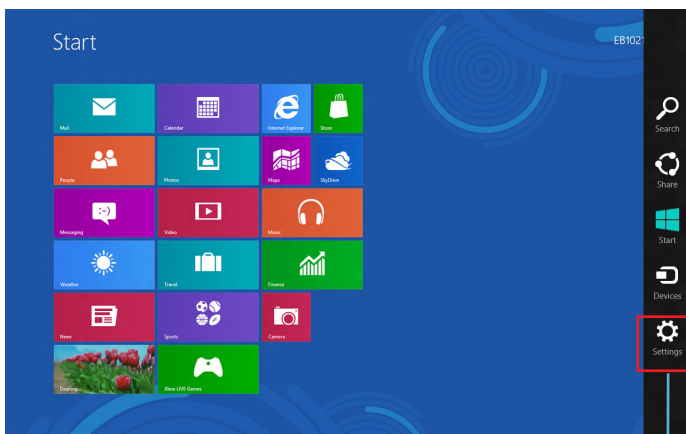 Start
EB1021
Mail
Calendar
Internet Explorer
Store
People
Photos
Maps
SkyDrive
Messaging
:-)
Video
Music
Weather
Travel
Finance
News
Sports
Camera
Desktop
Xbox LIVE Games
Search
Share
Start
Devices
Settings